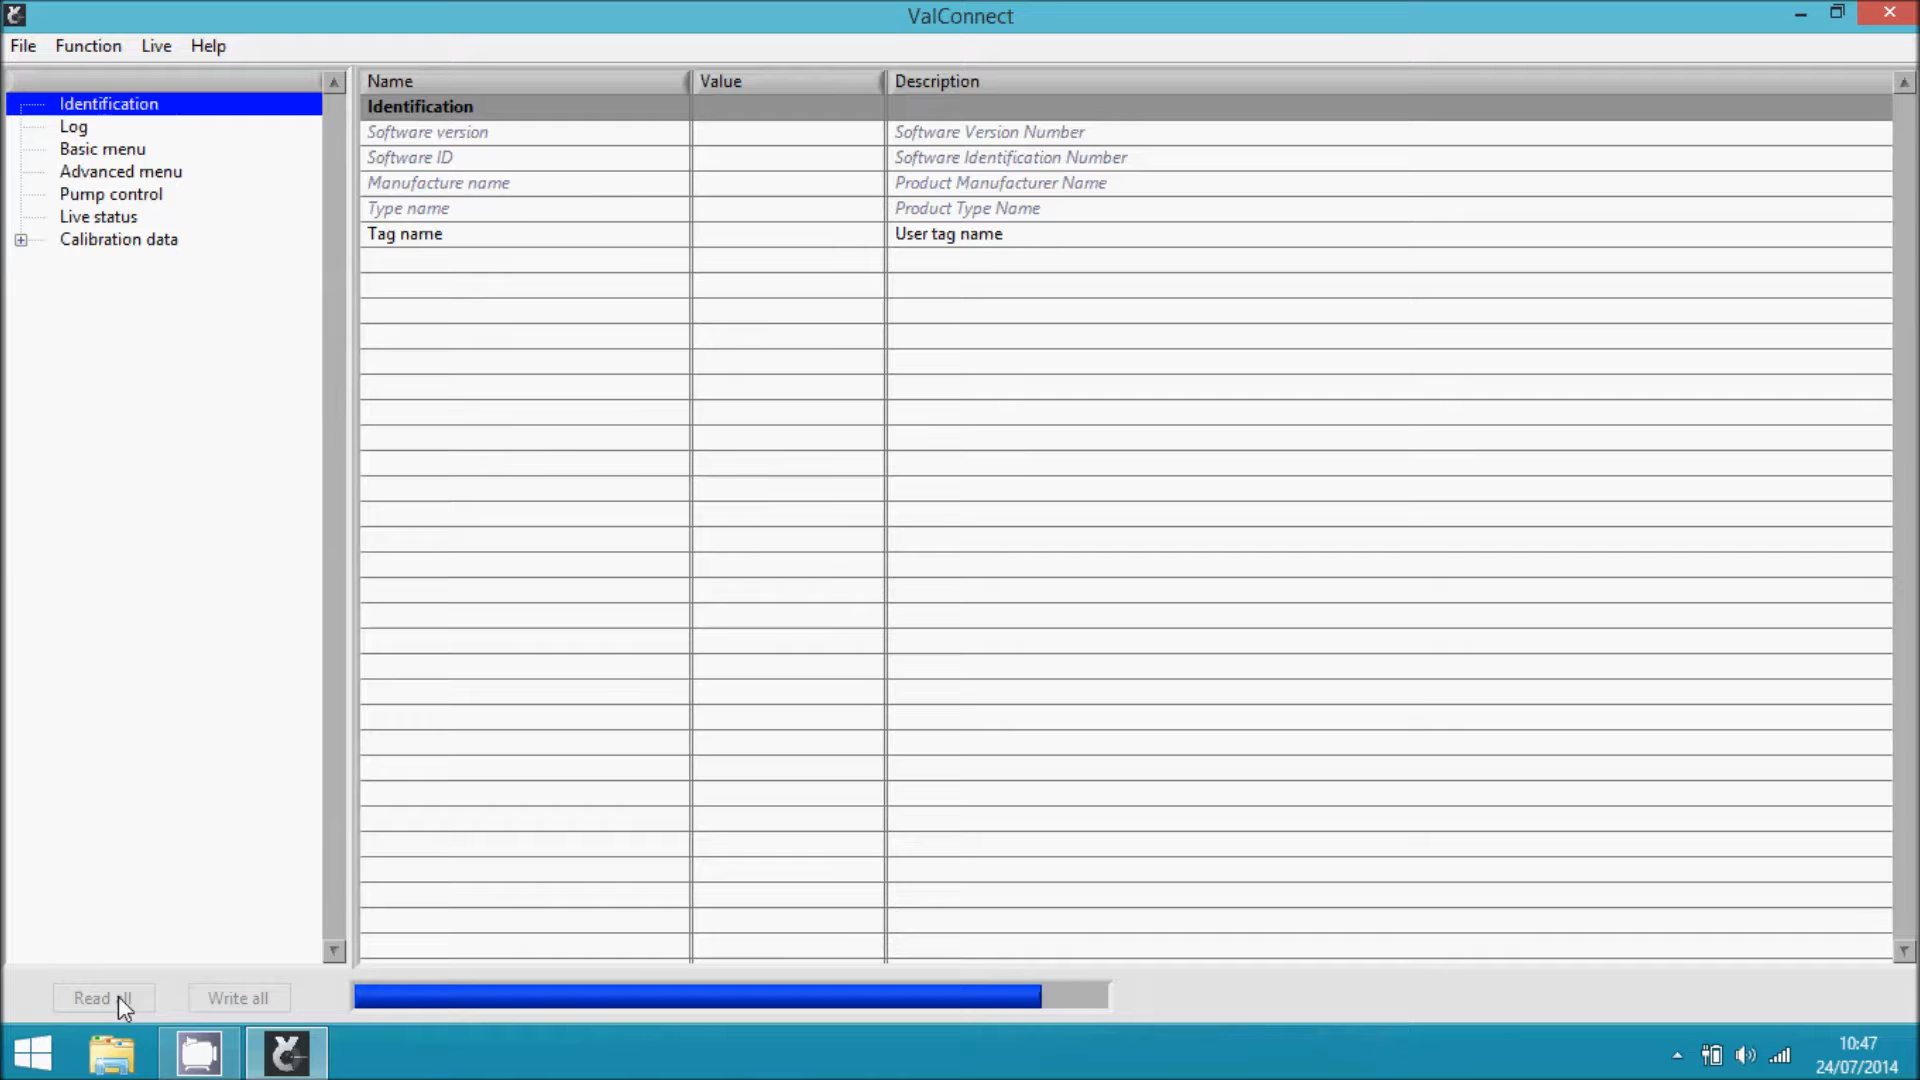 ValConnect
File Function Live Help
Name Value Description
Identification
Log
Basic menu
Advanced menu
Pump control
Live status
Calibration data
Identification
Software version Software Version Number
Software ID Software Identification Number
Manufacture name Product Manufacturer Name
Type name Product Type Name
Tag name User tag name
Read all Write all
10:47
24/07/2014